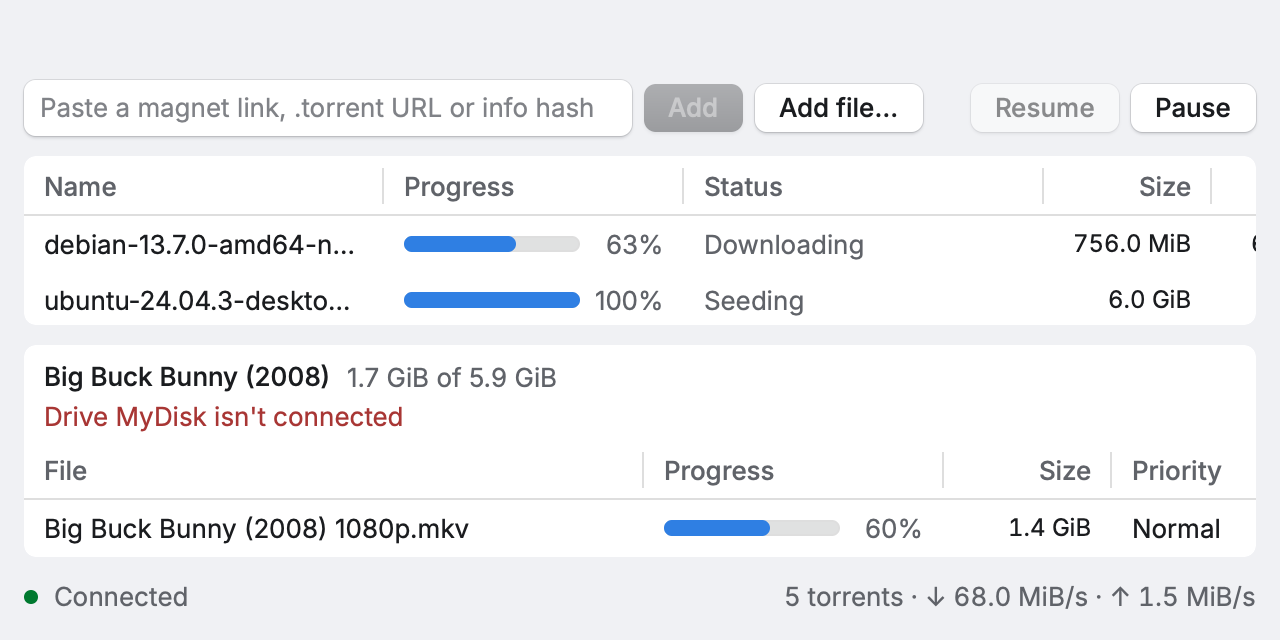 Paste a magnet link, .torrent URL or info hash Add Add file... Resume Pause
Name Progress Status Size
debian-13.7.0-amd64-n... 63% Downloading 756.0 MiB
ubuntu-24.04.3-deskto... 100% Seeding 6.0 GiB
Big Buck Bunny (2008) 1.7 GiB of 5.9 GiB
Drive MyDisk isn't connected
File Progress Size Priority
Big Buck Bunny (2008) 1080p.mkv 60% 1.4 GiB Normal
Connected 5 torrents · ↓ 68.0 MiB/s · ↑ 1.5 MiB/s